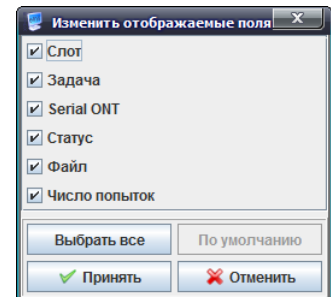 Изменить отображаемые поля
Слот
Задача
Serial ONT
Статус
Файл
Число попыток
Выбрать все
По умолчанию
Принять
Отменить